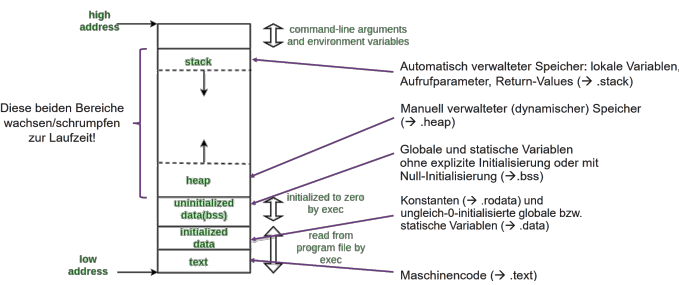 high
address
command-line arguments
and environment variables
stack
Automatisch verwalteter Speicher: lokale Variablen,
Aufrufparameter, Return-Values (→ .stack)
Diese beiden Bereiche
wachsen/schrumpfen
zur Laufzeit!
Manuell verwalteter (dynamischer) Speicher
(→ .heap)
Globale und statische Variablen
ohne explizite Initialisierung oder mit
Null-Initialisierung (→.bss)
heap
uninitialized
data(bss)
initialized to zero
by exec
Konstanten (→ .rodata) und
ungleich-0-initialisierte globale bzw.
statische Variablen (→ .data)
initialized
data
read from
program file by
exec
low
address
text
Maschinencode (→ .text)